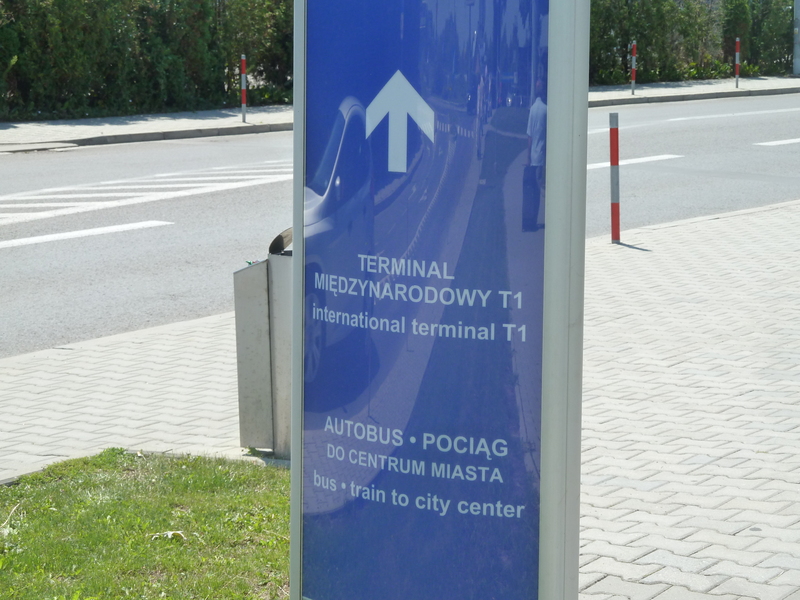 TERMINAL
MIĘDZYNARODOWY T1
international terminal T1
AUTOBUS • POCIĄG
DO CENTRUM MIASTA
bus • train to city center